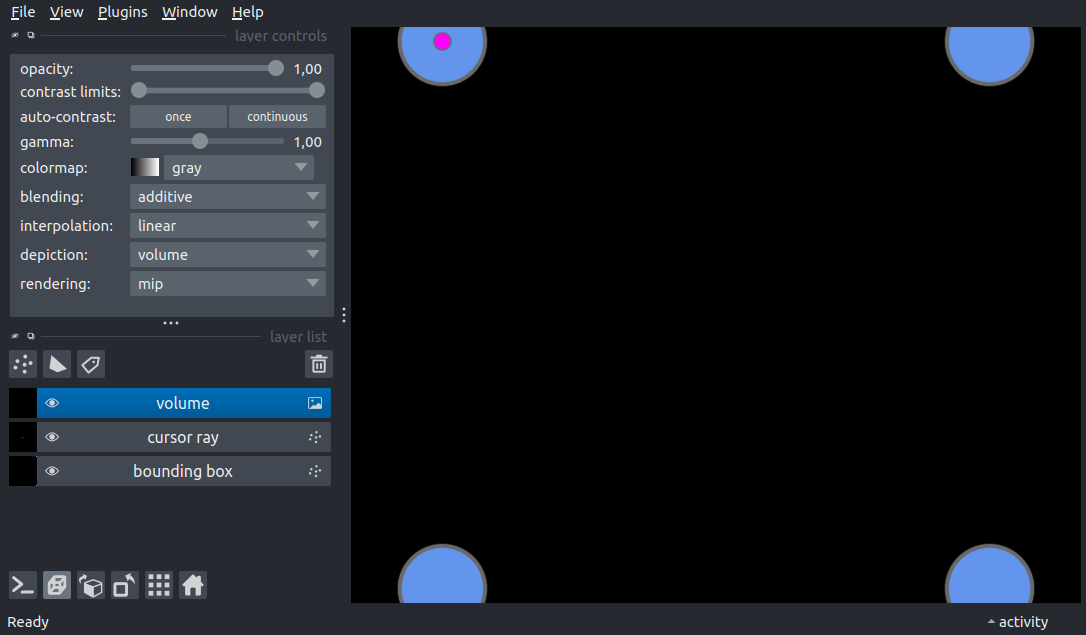 File View Plugins Window Help
layer controls
opacity: 1,00
contrast limits:
auto-contrast: once continuous
gamma: 1,00
colormap: gray
blending: additive
interpolation: linear
depiction: volume
rendering: mip
layer list
volume
cursor ray
bounding box
Ready activity